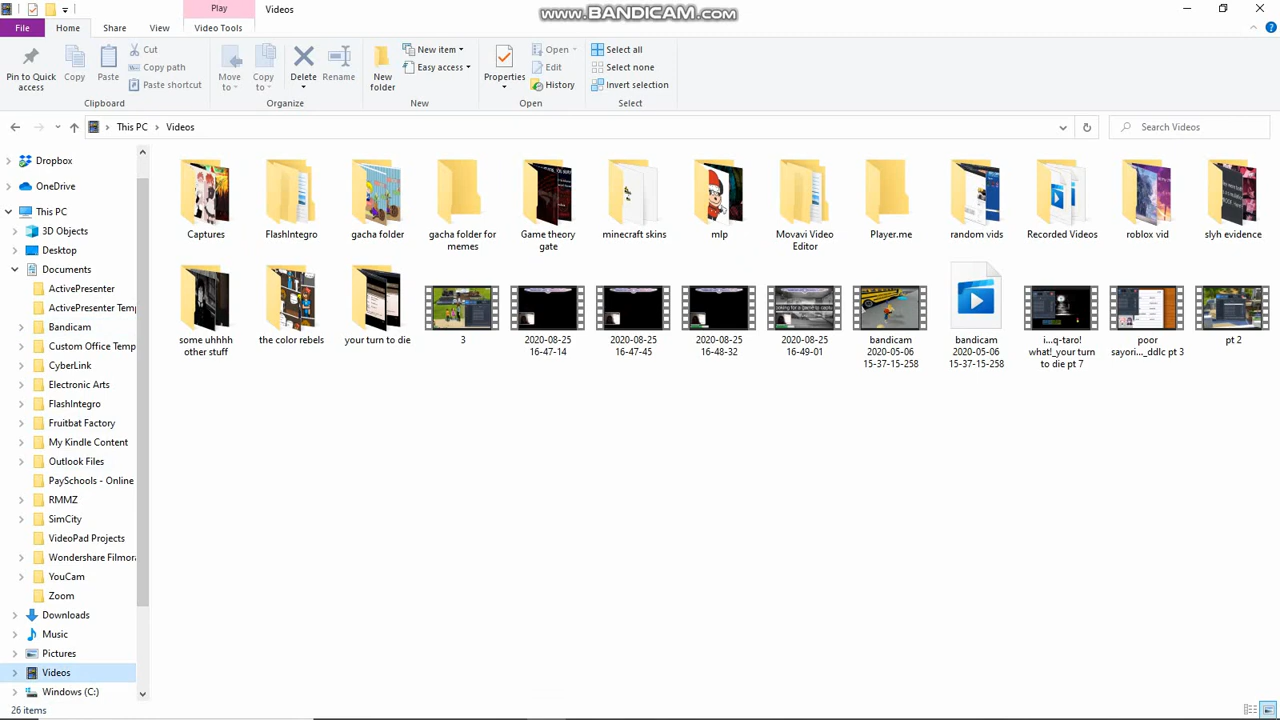 Play
Videos
www.BANDICAM.com
File
Home
Share
View
Video Tools
Pin to Quick
access
Copy
Paste
Cut
Copy path
Paste shortcut
Clipboard
Move
to
Copy
to
Delete
Rename
Organize
New
folder
New item
Easy access
New
Properties
Open
Edit
History
Open
Select all
Select none
Invert selection
Select
This PC
Videos
Search Videos
Dropbox
OneDrive
This PC
3D Objects
Desktop
Documents
ActivePresenter
ActivePresenter Temp
Bandicam
Custom Office Temp
CyberLink
Electronic Arts
FlashIntegro
Fruitbat Factory
My Kindle Content
Outlook Files
PaySchools - Online
RMMZ
SimCity
VideoPad Projects
Wondershare Filmora
YouCam
Zoom
Downloads
Music
Pictures
Videos
Windows (C:)
Captures
FlashIntegro
gacha folder
gacha folder for
memes
Game theory
gate
minecraft skins
mlp
Movavi Video
Editor
Player.me
random vids
Recorded Videos
roblox vid
slyh evidence
some uhhhh
other stuff
the color rebels
your turn to die
3
2020-08-25
16-47-14
2020-08-25
16-47-45
2020-08-25
16-48-32
2020-08-25
16-49-01
bandicam
2020-05-06
15-37-15-258
bandicam
2020-05-06
15-37-15-258
i...q-taro!
what!_your turn
to die pt 7
poor
sayori..._ddlc pt 3
pt 2
26 items